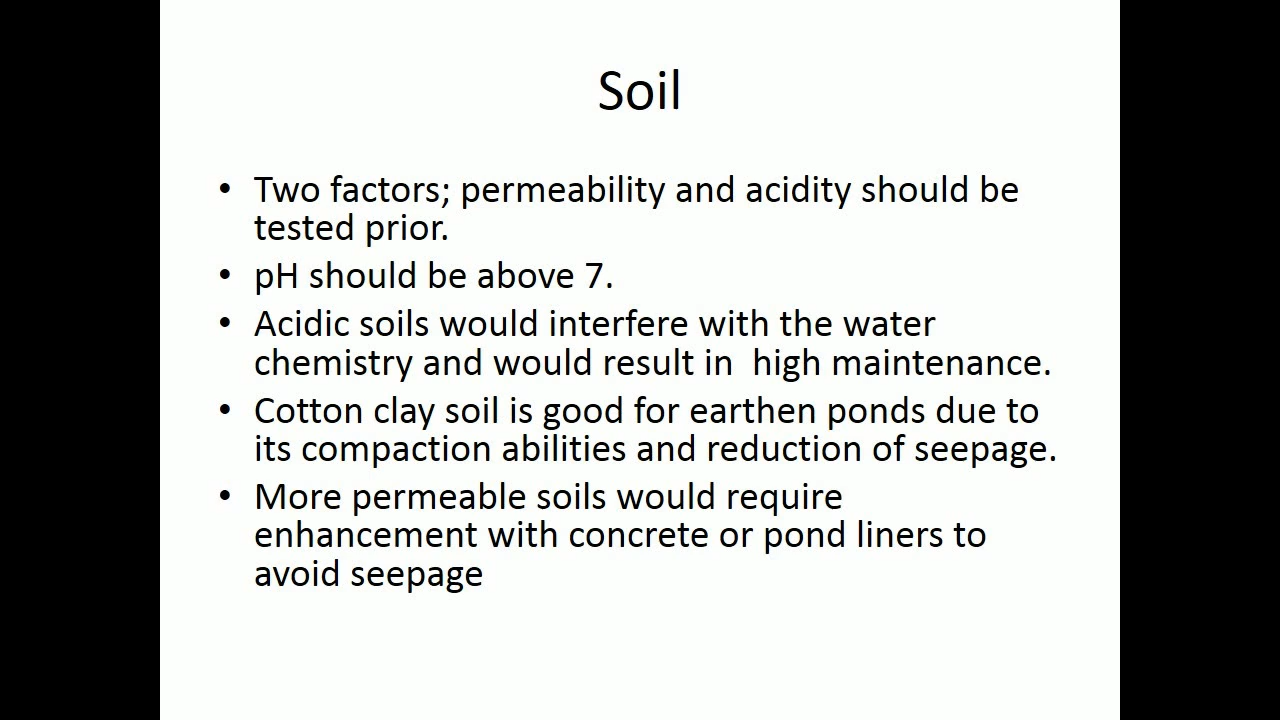 Soil
• Two factors; permeability and acidity should be
tested prior.
• pH should be above 7.
• Acidic soils would interfere with the water
chemistry and would result in  high maintenance.
• Cotton clay soil is good for earthen ponds due to
its compaction abilities and reduction of seepage.
• More permeable soils would require
enhancement with concrete or pond liners to
avoid seepage